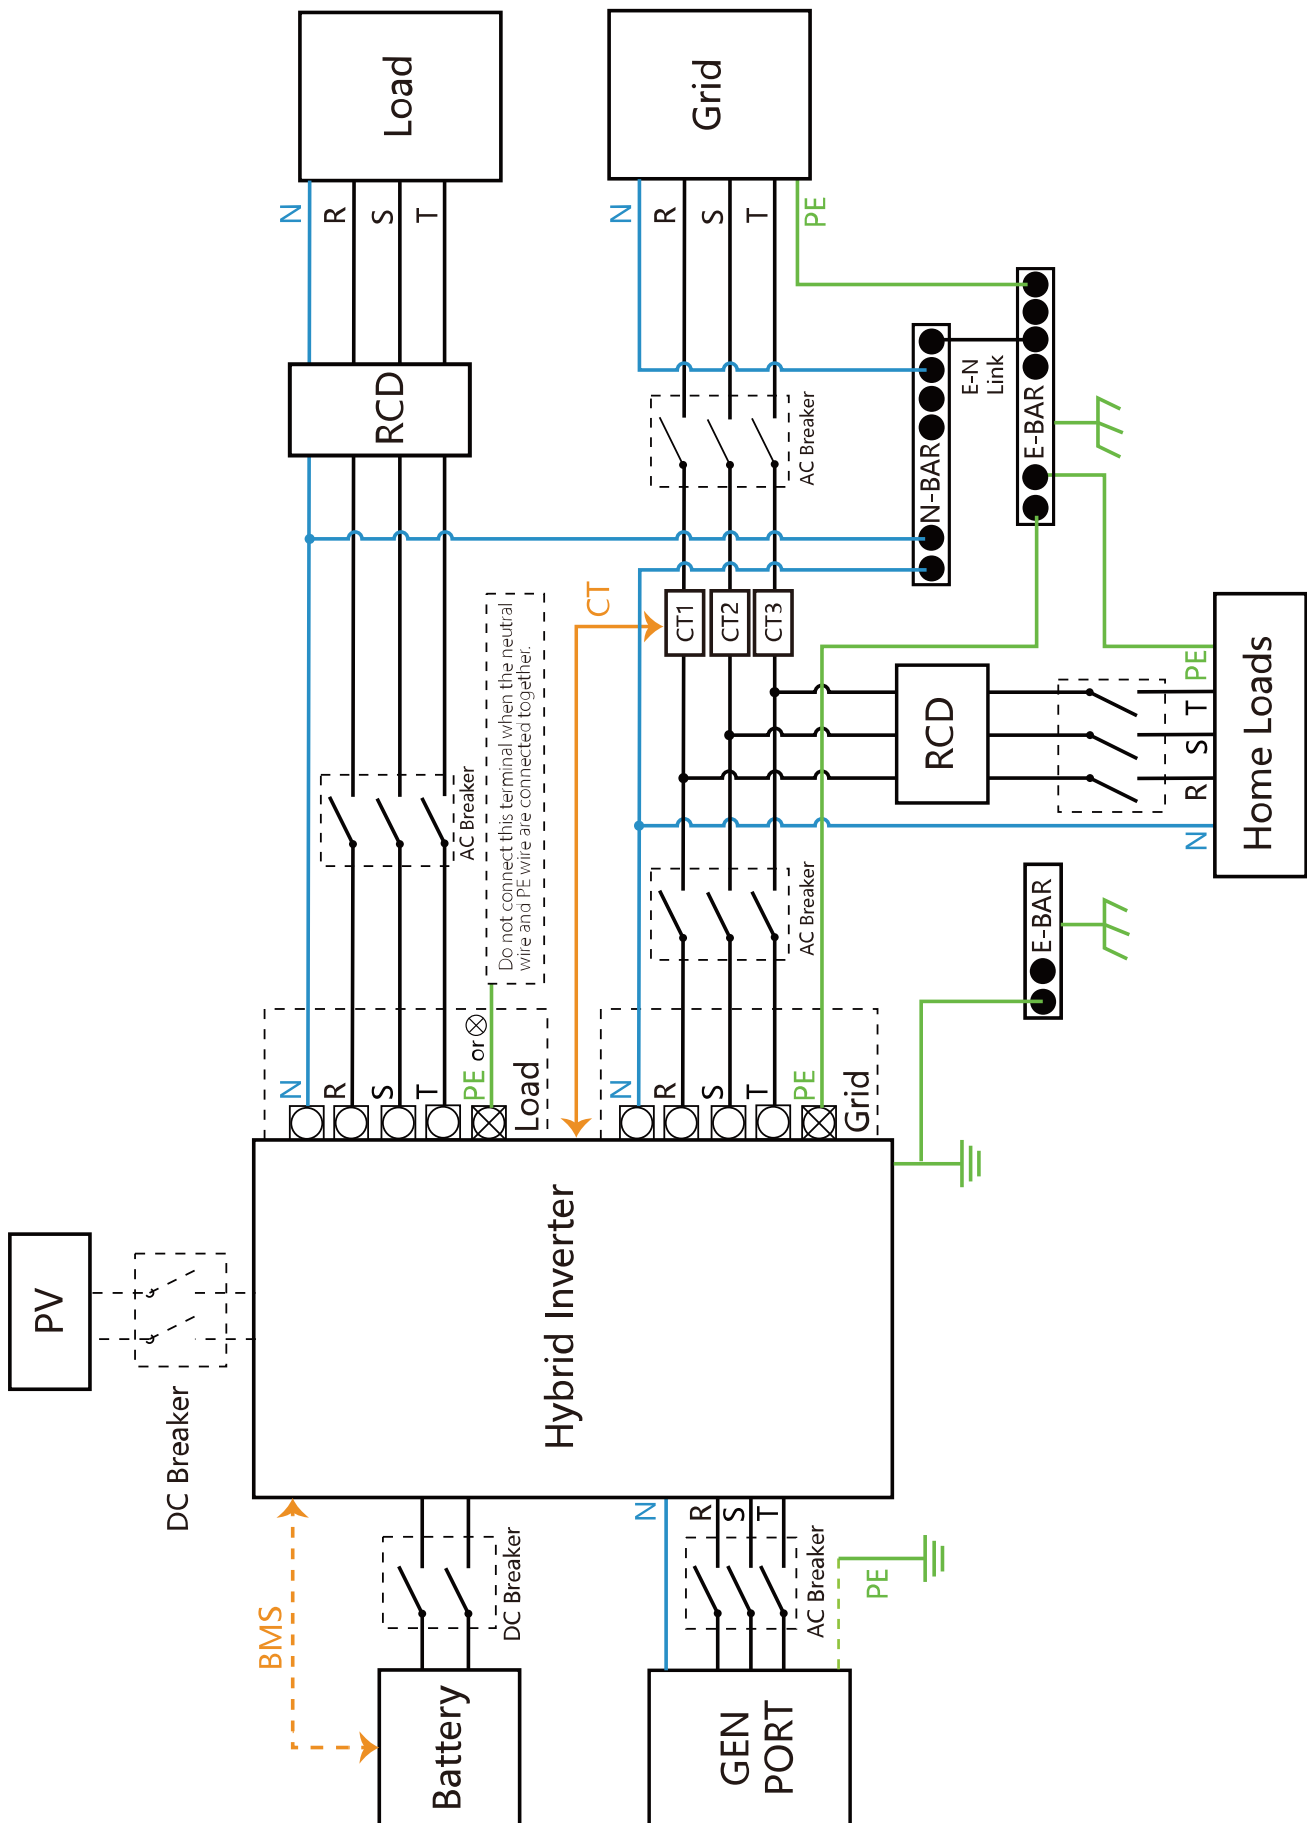 PV
DC Breaker
BMS
N
N
R
R
S
S
T
T
RCD
Load
AC Breaker
PE or
Load
Do not connect this terminal when the neutral
wire and PE wire are connected together.
Battery
DC Breaker
Hybrid Inverter
CT
N
N
N
R
R
R
S
S
S
T
T
T
CT1
CT2
CT3
Grid
GEN
PORT
AC Breaker
AC Breaker
AC Breaker
PE
PE
Grid
PE
RCD
N-BAR
E-N
Link
E-BAR
E-BAR
N
R
S
T
PE
Home Loads